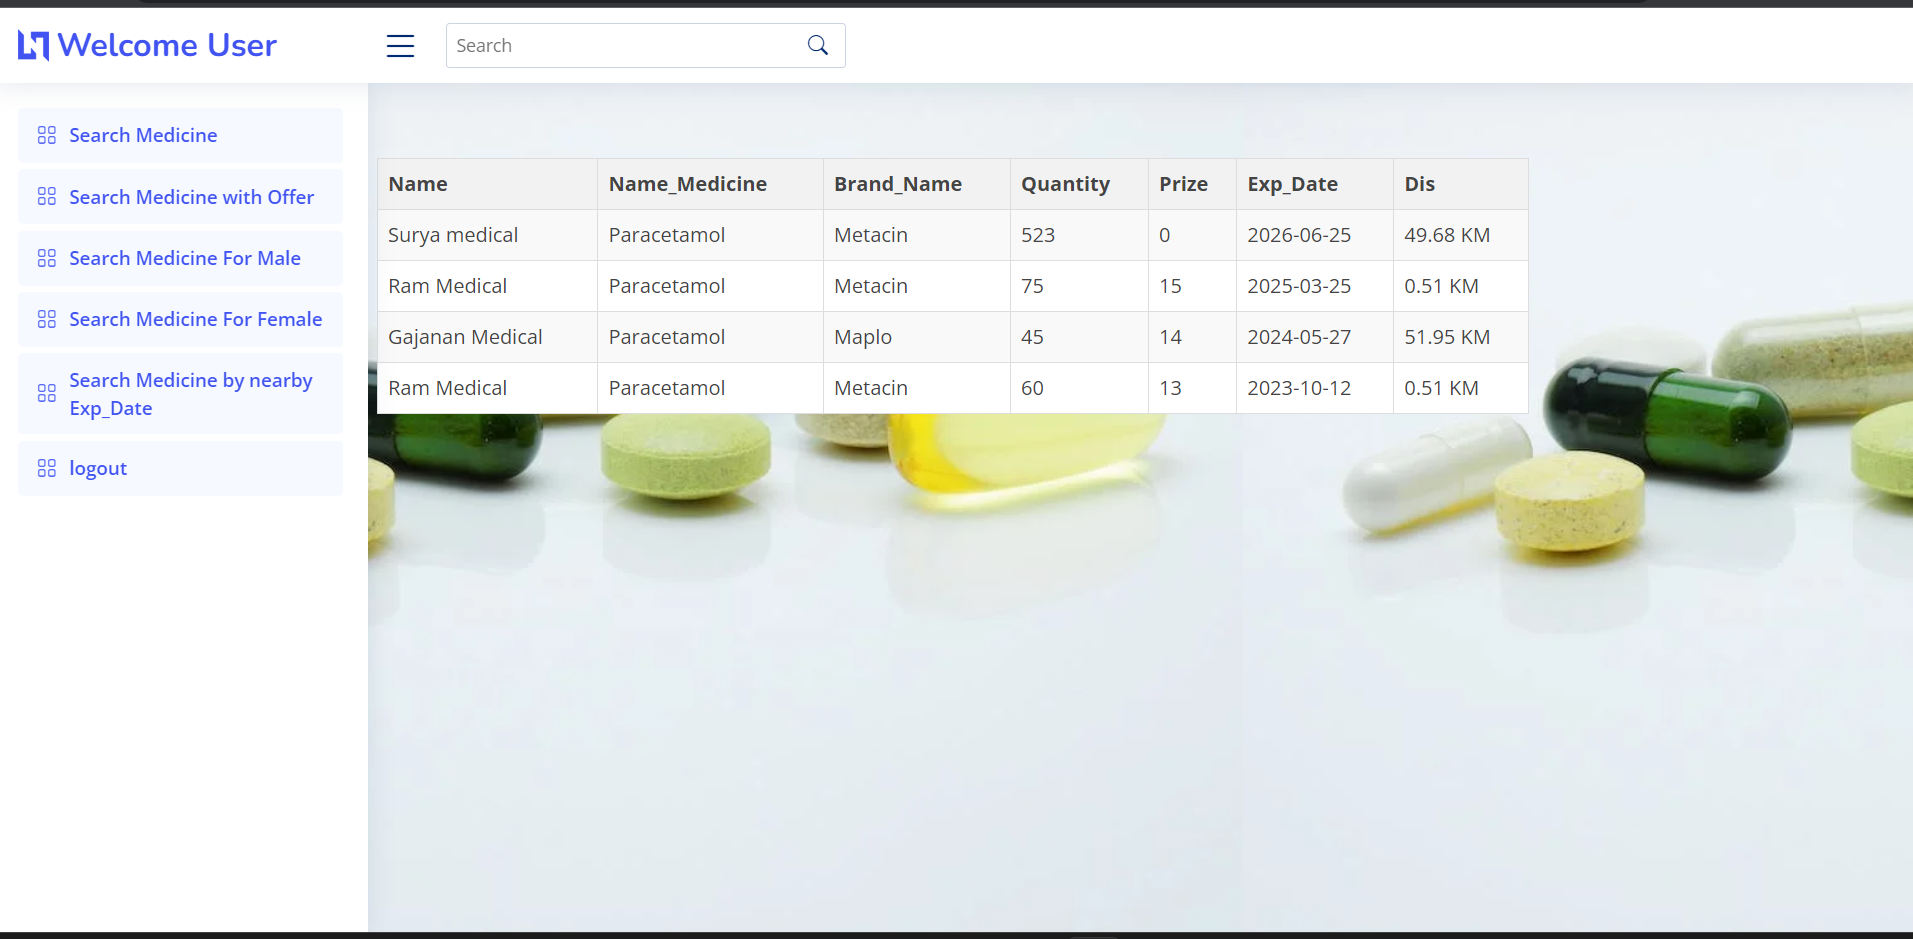 Welcome User
Search
Search Medicine
Search Medicine with Offer
Search Medicine For Male
Search Medicine For Female
Search Medicine by nearby
Exp_Date
logout
Name Name_Medicine Brand_Name Quantity Prize Exp_Date Dis
Surya medical Paracetamol Metacin 523 0 2026-06-25 49.68 KM
Ram Medical Paracetamol Metacin 75 15 2025-03-25 0.51 KM
Gajanan Medical Paracetamol Maplo 45 14 2024-05-27 51.95 KM
Ram Medical Paracetamol Metacin 60 13 2023-10-12 0.51 KM